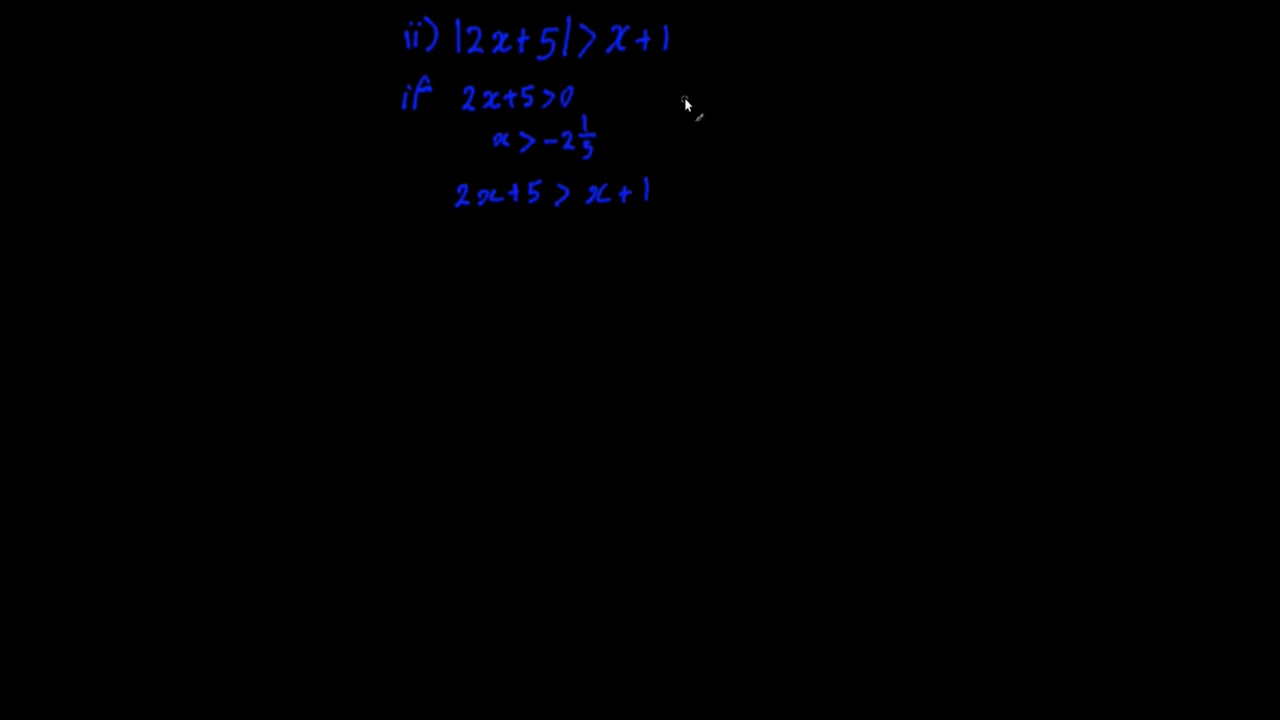 ii) |2x+5| > x+1
if 2x+5>0
x > -2 1/5
2x+5 > x+1